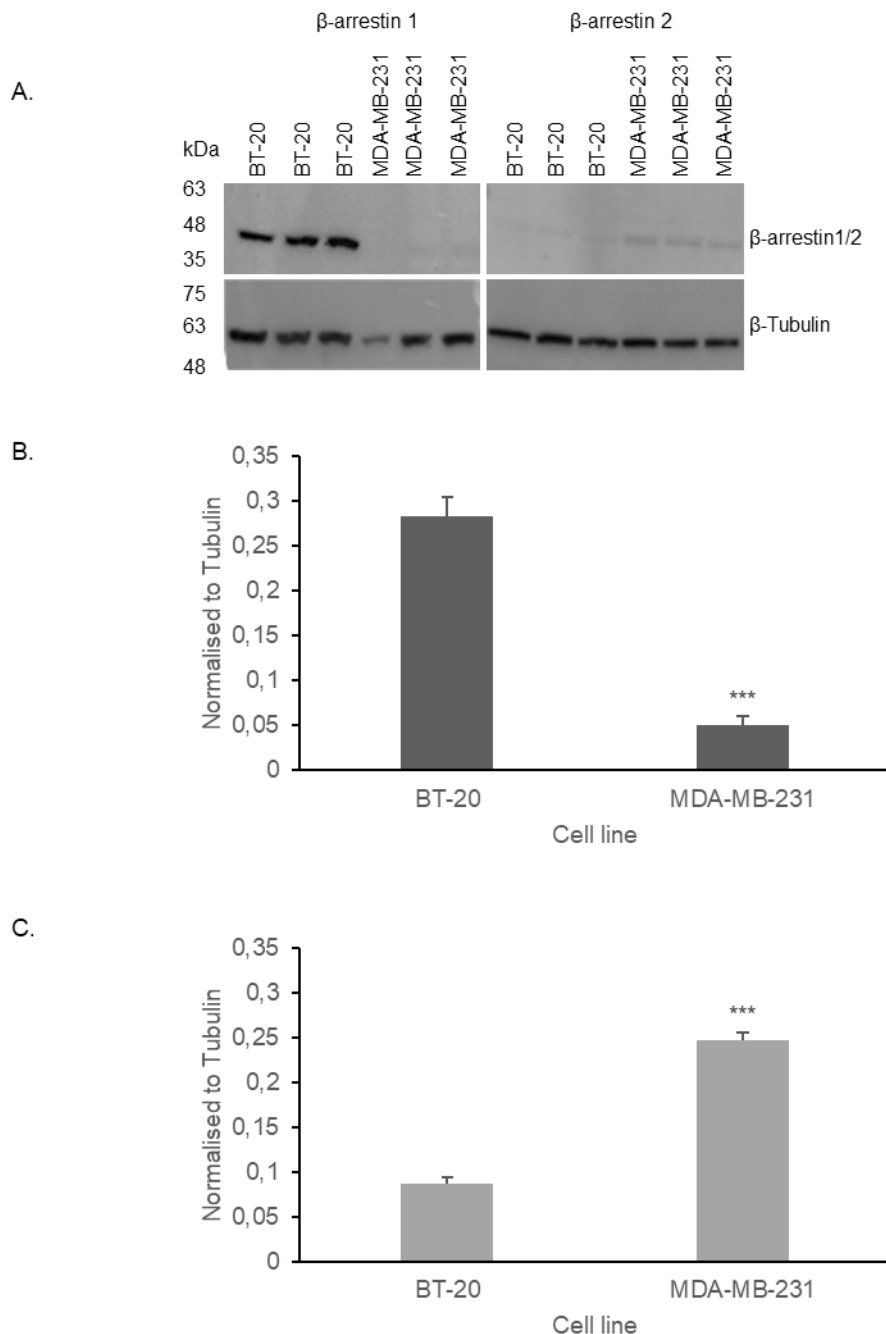 β-arrestin 1 β-arrestin 2
A.
BT-20 BT-20 BT-20 MDA-MB-231 MDA-MB-231 MDA-MB-231 BT-20 BT-20 BT-20 MDA-MB-231 MDA-MB-231 MDA-MB-231
kDa
63
48
β-arrestin1/2
35
75
63
β-Tubulin
48
B.
Normalised to Tubulin
0,35
0,3
0,25
0,2
0,15
0,1
0,05
0
***
BT-20 MDA-MB-231
Cell line
C.
Normalised to Tubulin
0,35
0,3
0,25
0,2
0,15
0,1
0,05
0
***
BT-20 MDA-MB-231
Cell line